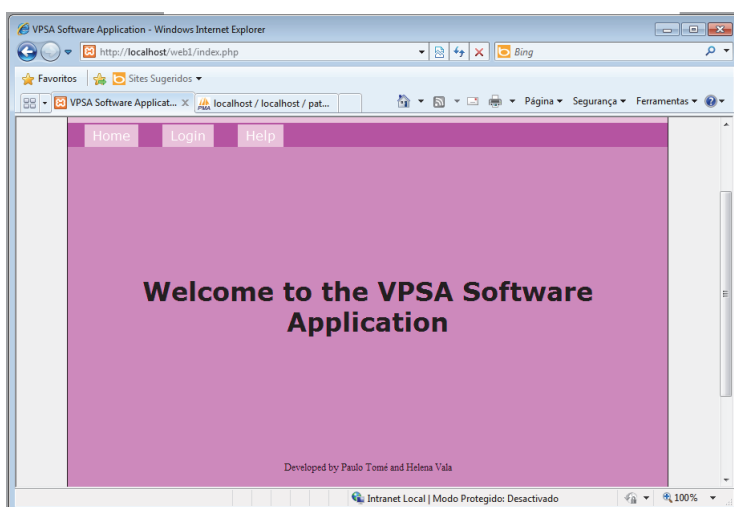 VPSA Software Application - Windows Internet Explorer
http://localhost/web1/index.php
Bing
Favoritos
Sites Sugeridos
VPSA Software Applicat... X
PMA localhost / localhost / pat...
Página
Segurança
Ferramentas
Home Login Help
Welcome to the VPSA Software
Application
Developed by Paulo Tomé and Helena Vala
Intranet Local | Modo Protegido: Desactivado
100%